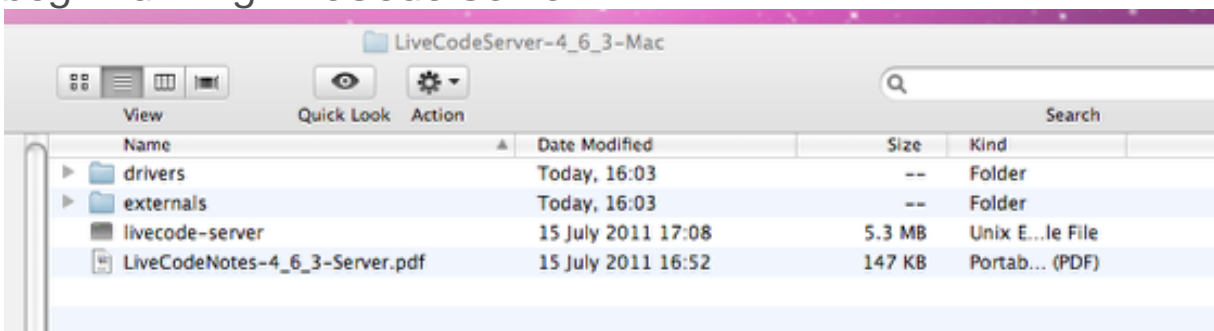 LiveCodeServer-4_6_3-Mac
View Quick Look Action Search
Name Date Modified Size Kind
drivers Today, 16:03 -- Folder
externals Today, 16:03 -- Folder
livecode-server 15 July 2011 17:08 5.3 MB Unix E...le File
LiveCodeNotes-4_6_3-Server.pdf 15 July 2011 16:52 147 KB Portab... (PDF)